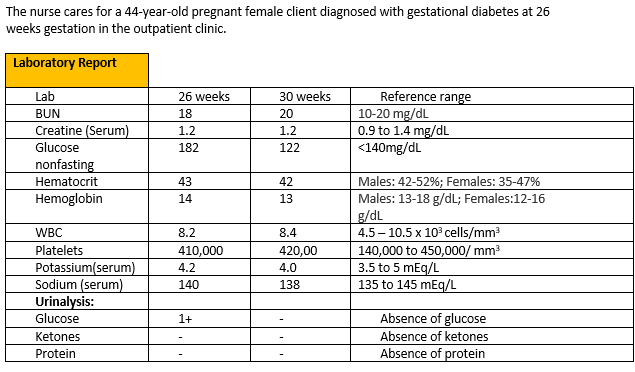 The nurse cares for a 44-year-old pregnant female client diagnosed with gestational diabetes at 26
weeks gestation in the outpatient clinic.
Laboratory Report
Lab 26 weeks 30 weeks Reference range
BUN 18 20 10-20 mg/dL
Creatine (Serum) 1.2 1.2 0.9 to 1.4 mg/dL
Glucose 182 122 <140mg/dL
nonfasting
Hematocrit 43 42 Males: 42-52%; Females: 35-47%
Hemoglobin 14 13 Males: 13-18 g/dL; Females:12-16
g/dL
WBC 8.2 8.4 4.5 – 10.5 x 10³ cells/mm³
Platelets 410,000 420,00 140,000 to 450,000/ mm³
Potassium(serum) 4.2 4.0 3.5 to 5 mEq/L
Sodium (serum) 140 138 135 to 145 mEq/L
Urinalysis:
Glucose 1+ - Absence of glucose
Ketones - - Absence of ketones
Protein - - Absence of protein